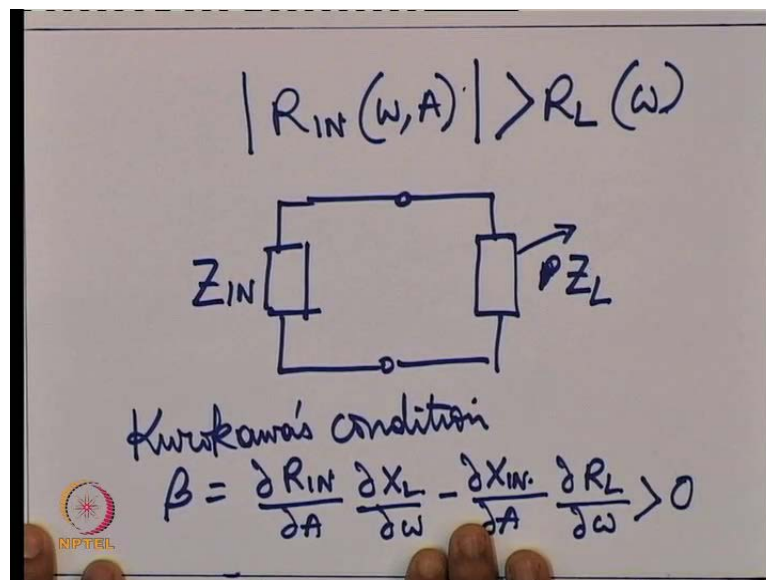 |R_IN(ω,A)| > R_L(ω)
Z_IN Z_L
Kurokawa's condition
β = ∂R_IN/∂A ∂X_L/∂ω - ∂X_IN/∂A ∂R_L/∂ω > 0
NPTEL